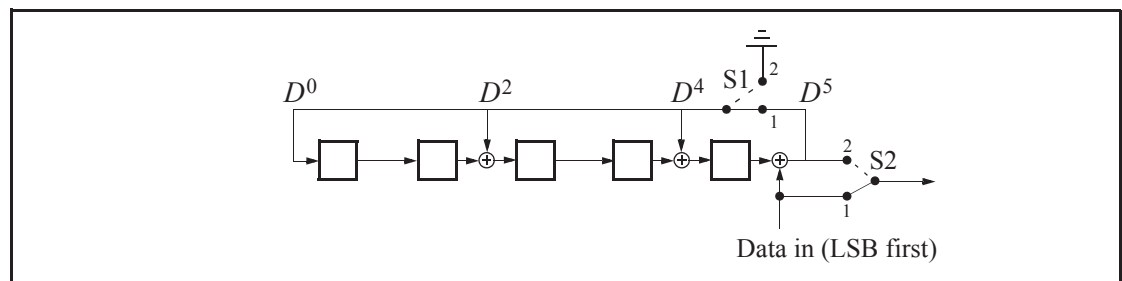 2
S1
D⁰ D² D⁴ D⁵
1
2
S2
1
Data in (LSB first)